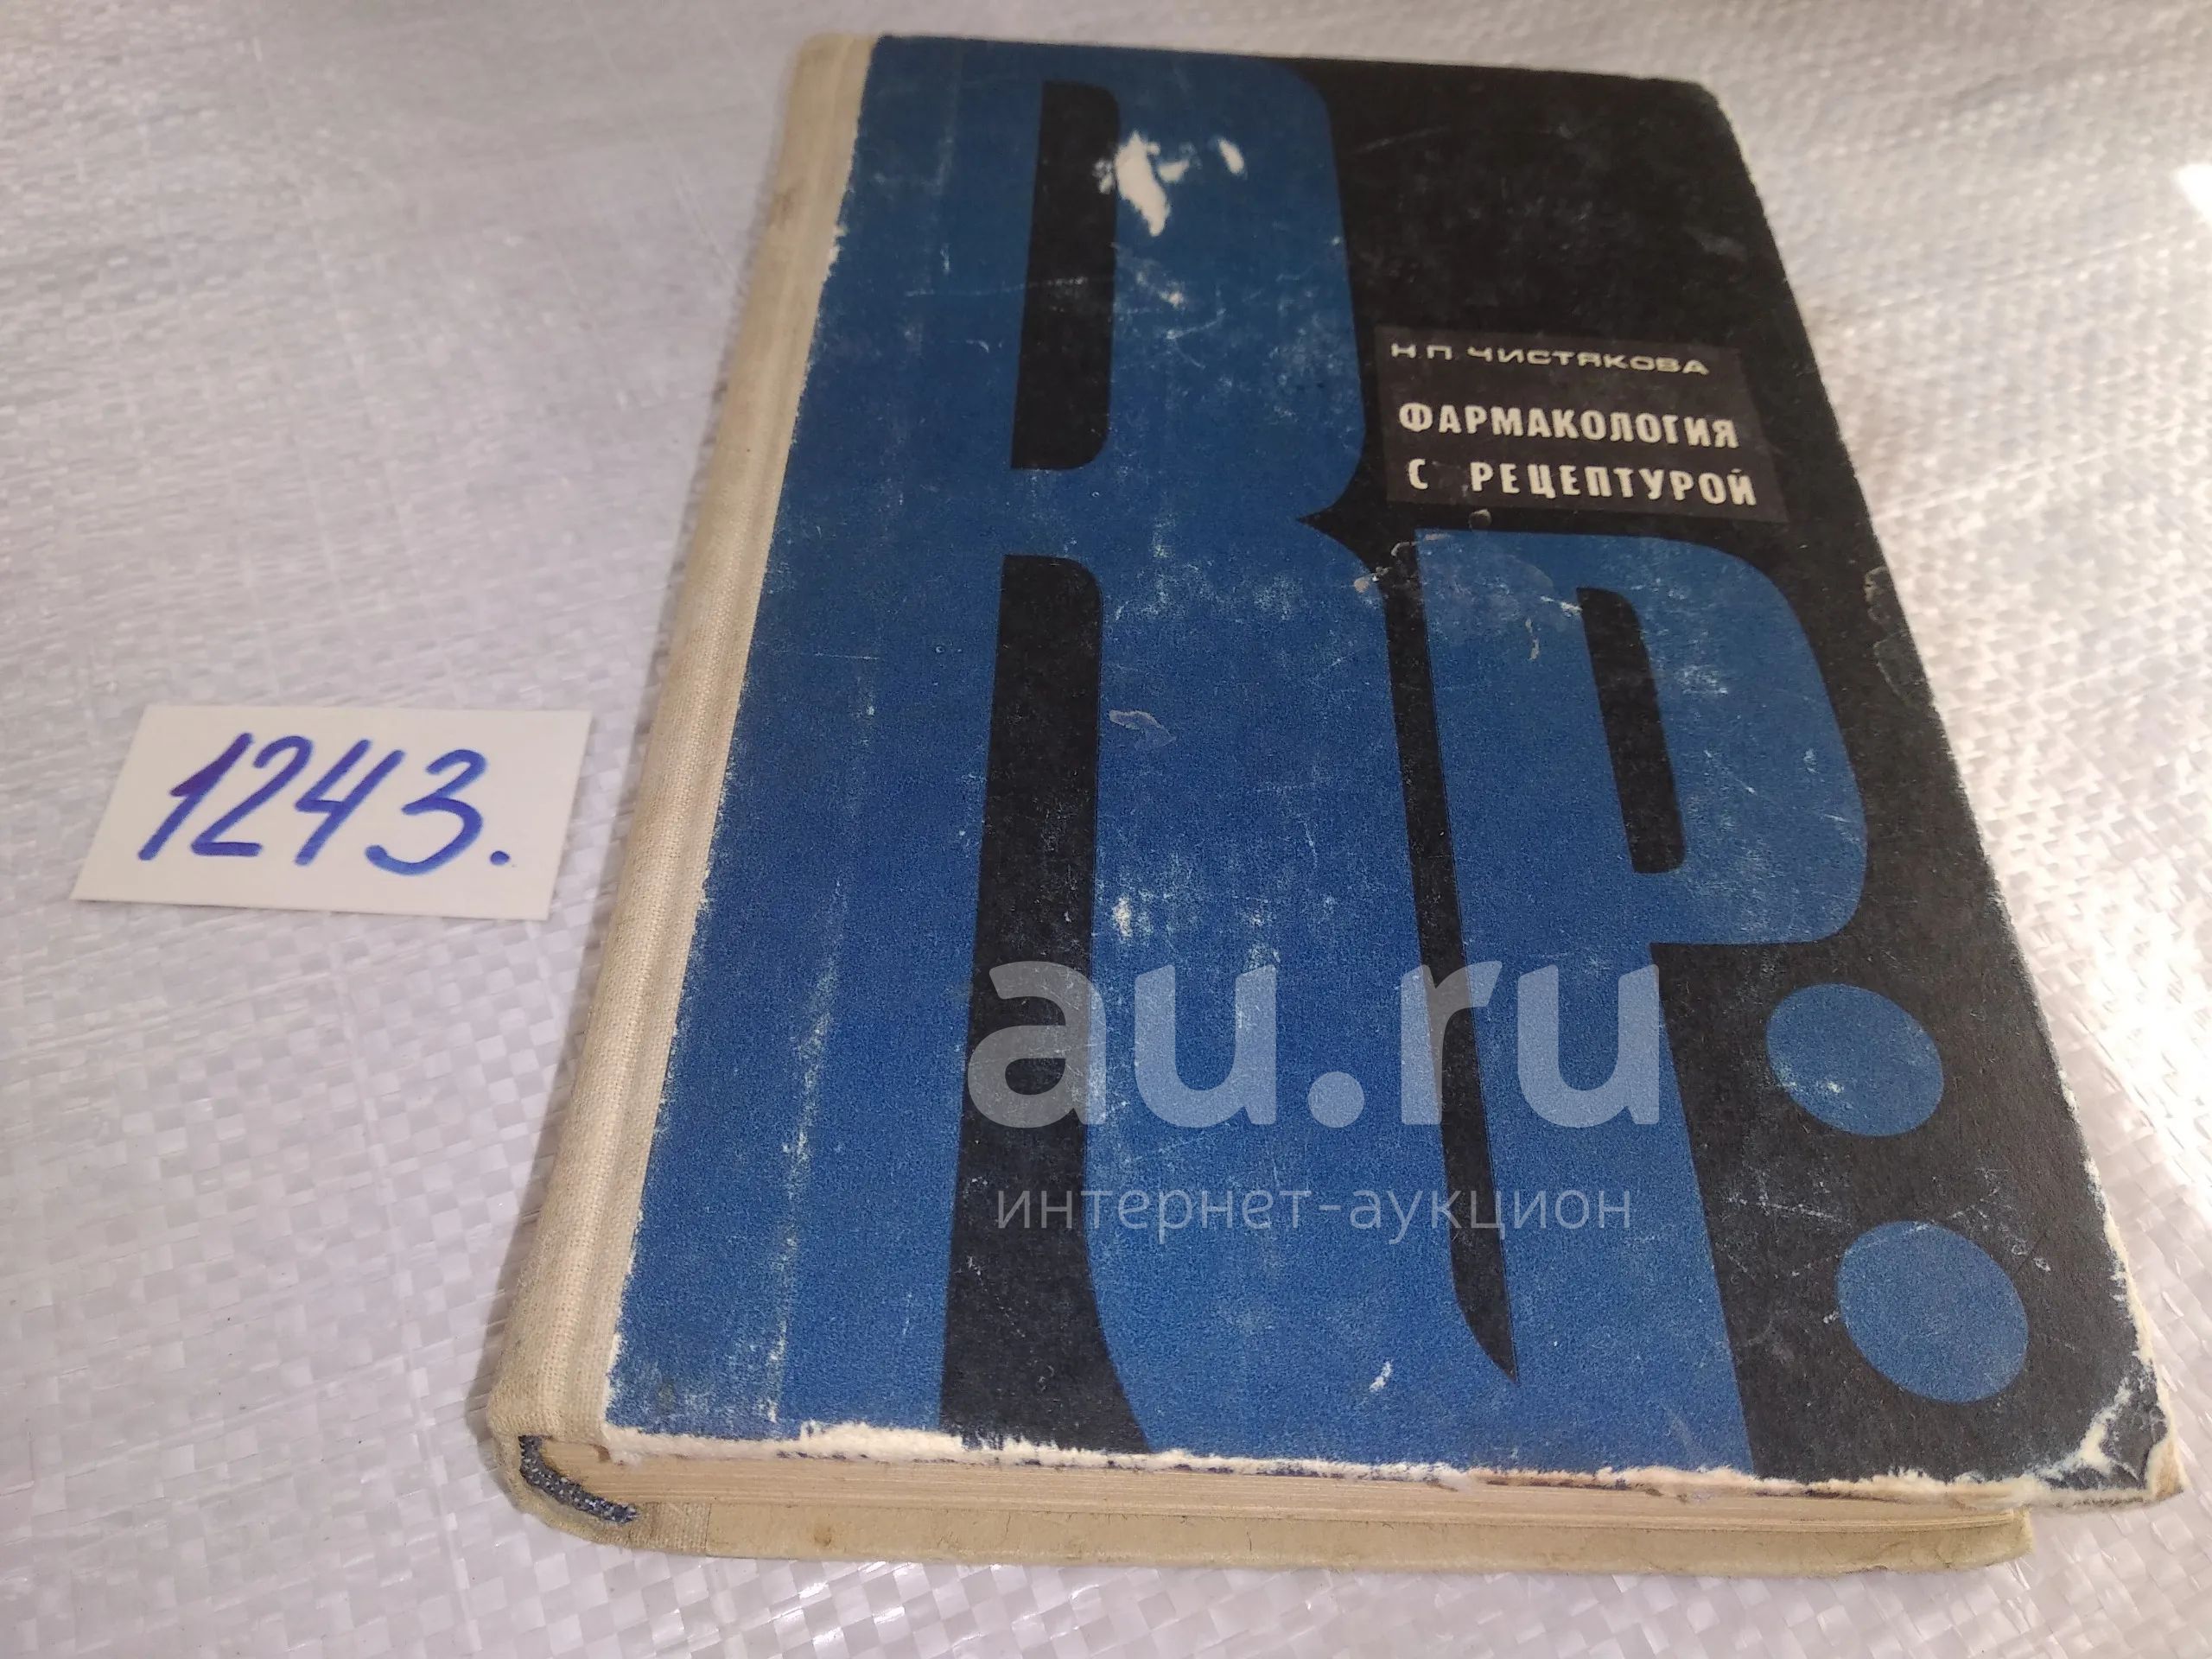 Н. П. ЧИСТЯКОВА
ФАРМАКОЛОГИЯ
С РЕЦЕПТУРОЙ
Rp:
1243.
au.ru
интернет-аукцион